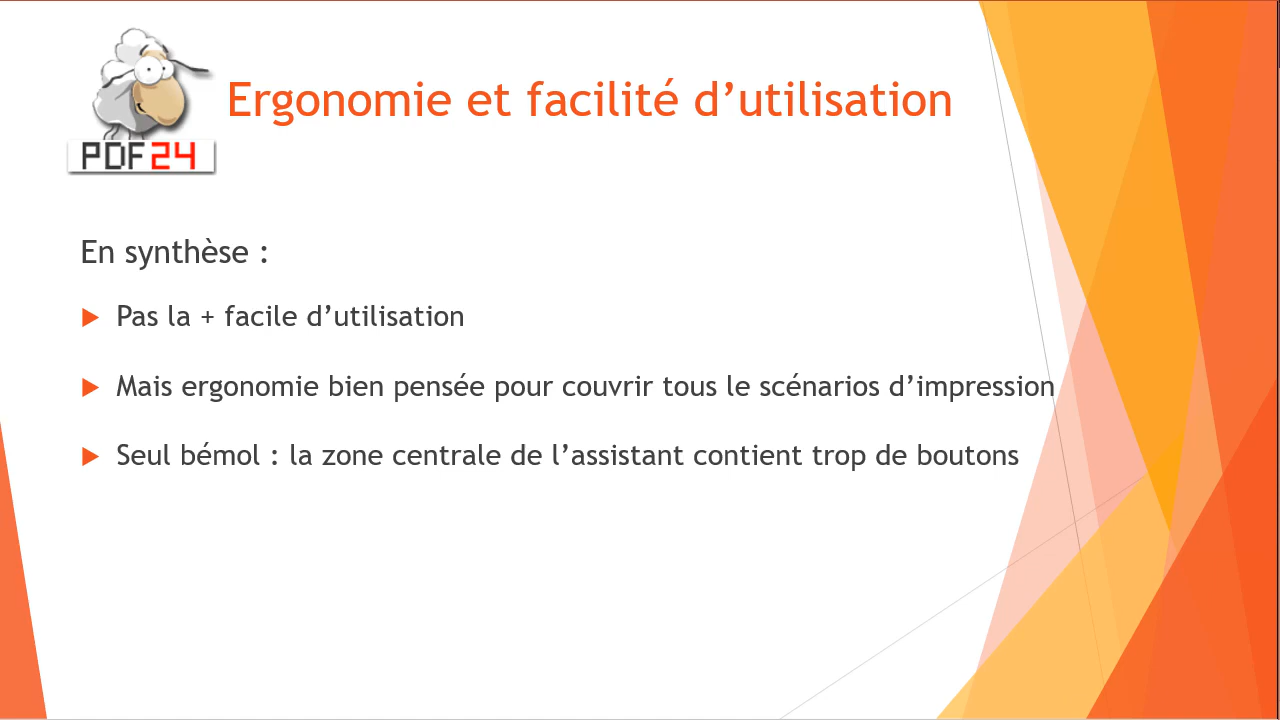 PDF24
Ergonomie et facilité d’utilisation
En synthèse :
Pas la + facile d’utilisation
Mais ergonomie bien pensée pour couvrir tous le scénarios d’impression
Seul bémol : la zone centrale de l’assistant contient trop de boutons